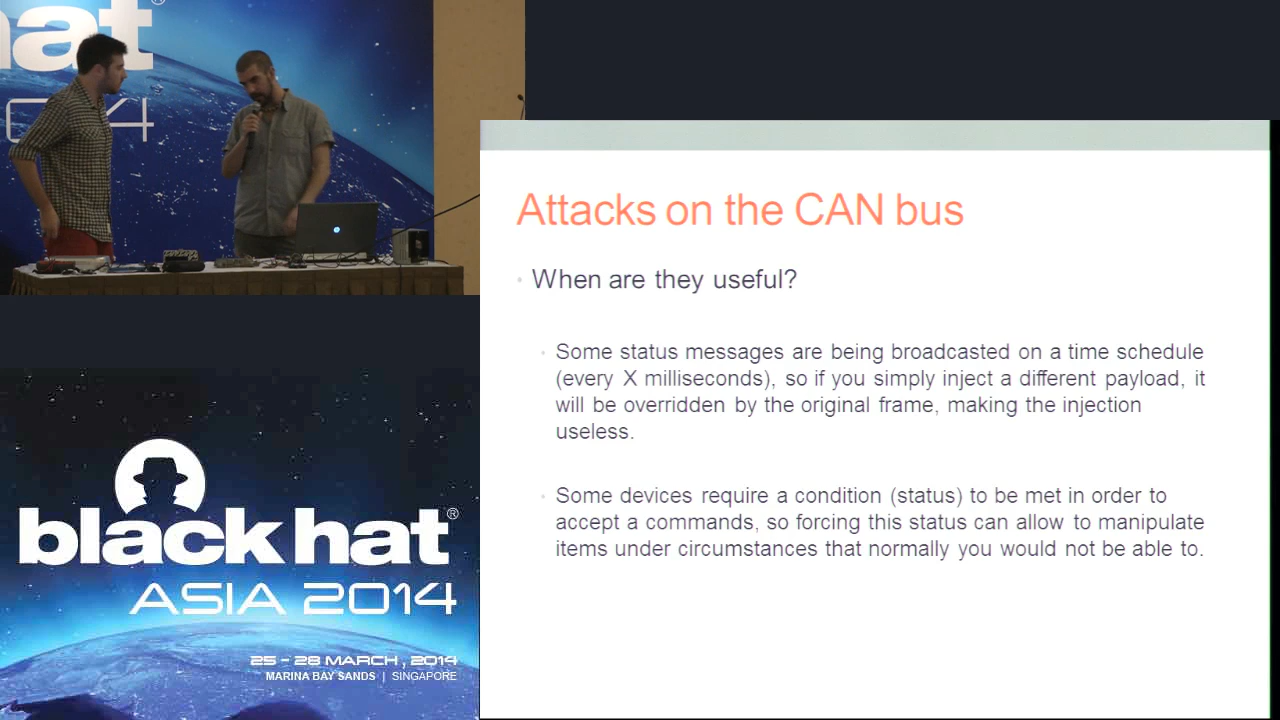 hat®
2014
Attacks on the CAN bus
When are they useful?
Some status messages are being broadcasted on a time schedule
(every X milliseconds), so if you simply inject a different payload, it
will be overridden by the original frame, making the injection
useless.
Some devices require a condition (status) to be met in order to
accept a commands, so forcing this status can allow to manipulate
items under circumstances that normally you would not be able to.
black hat®
ASIA 2014
25 - 28 MARCH, 2014
MARINA BAY SANDS | SINGAPORE